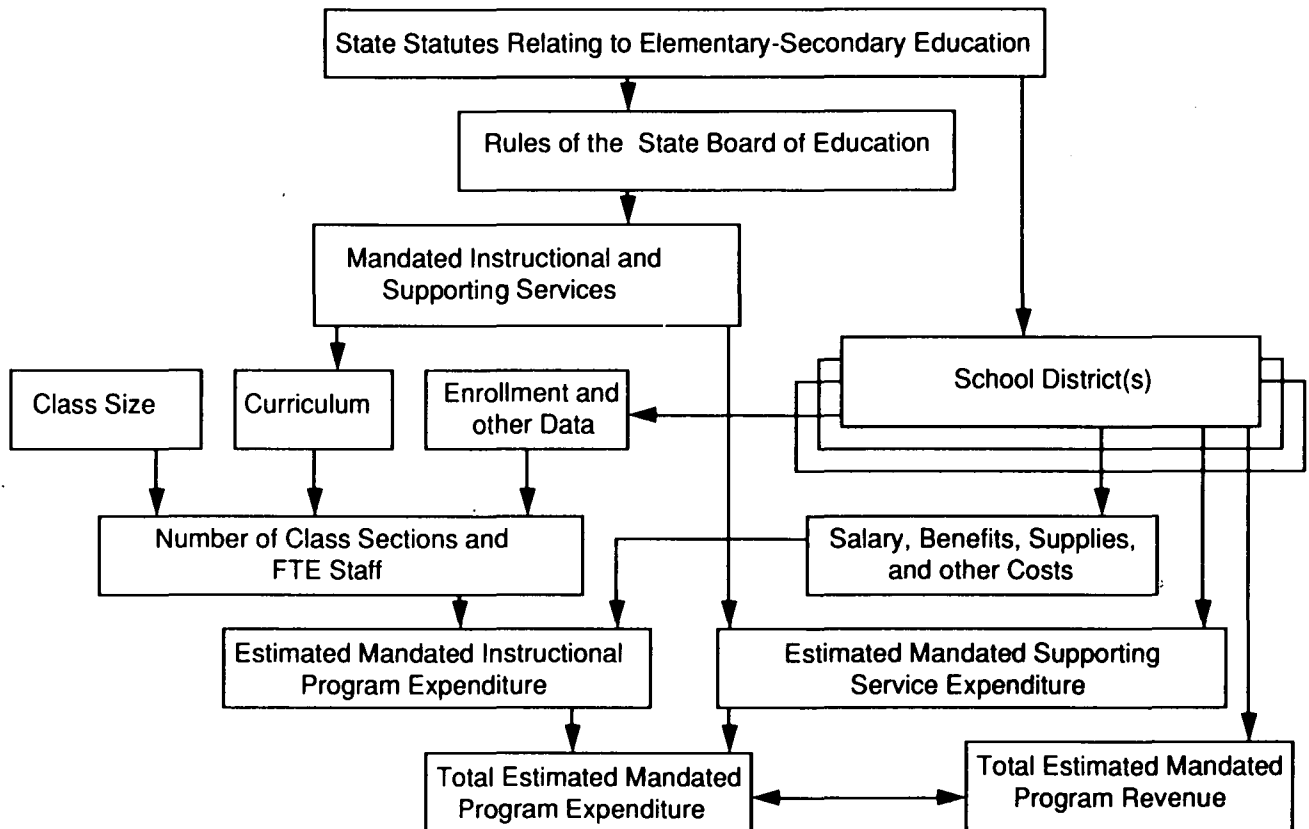 State Statutes Relating to Elementary-Secondary Education
Rules of the State Board of Education
Mandated Instructional and
Supporting Services
School District(s)
Class Size
Curriculum
Enrollment and
other Data
Number of Class Sections and
FTE Staff
Salary, Benefits, Supplies,
and other Costs
Estimated Mandated Instructional
Program Expenditure
Estimated Mandated Supporting
Service Expenditure
Total Estimated Mandated
Program Expenditure
Total Estimated Mandated
Program Revenue